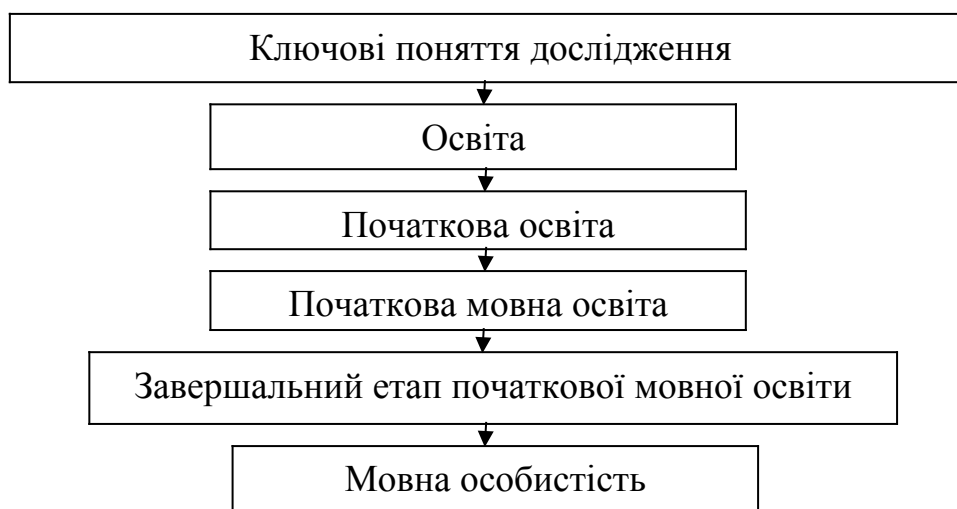 Ключові поняття дослідження
Освіта
Початкова освіта
Початкова мовна освіта
Завершальний етап початкової мовної освіти
Мовна особистість